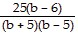 25(b − 6)
(b + 5)(b − 5)